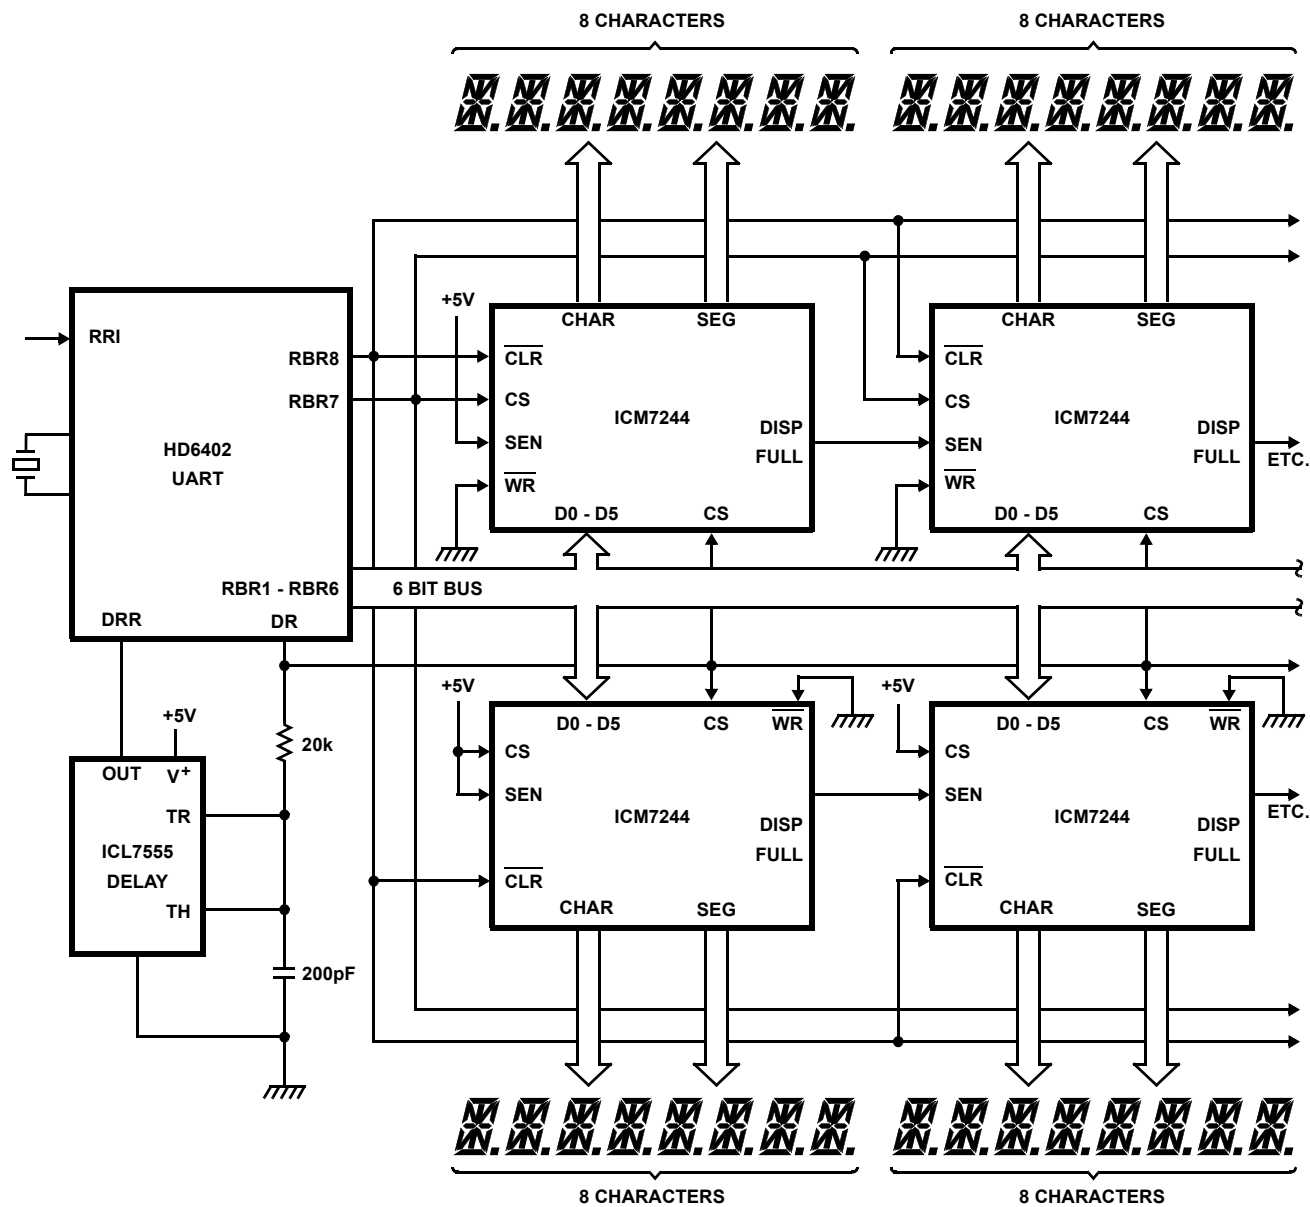 8 CHARACTERS
8 CHARACTERS
RRI
RBR8
RBR7
HD6402
UART
RBR1 - RBR6
DRR
DR
6 BIT BUS
+5V
CHAR
SEG
CLR
CS
SEN
WR
ICM7244
DISP
FULL
D0 - D5
CS
CHAR
SEG
CLR
CS
SEN
WR
ICM7244
DISP
FULL
D0 - D5
CS
ETC.
+5V
20k
OUT
V+
TR
ICL7555
DELAY
TH
200pF
+5V
D0 - D5
CS
WR
CS
SEN
ICM7244
DISP
FULL
CLR
CHAR
SEG
+5V
D0 - D5
CS
WR
CS
SEN
ICM7244
DISP
FULL
CLR
CHAR
SEG
ETC.
8 CHARACTERS
8 CHARACTERS